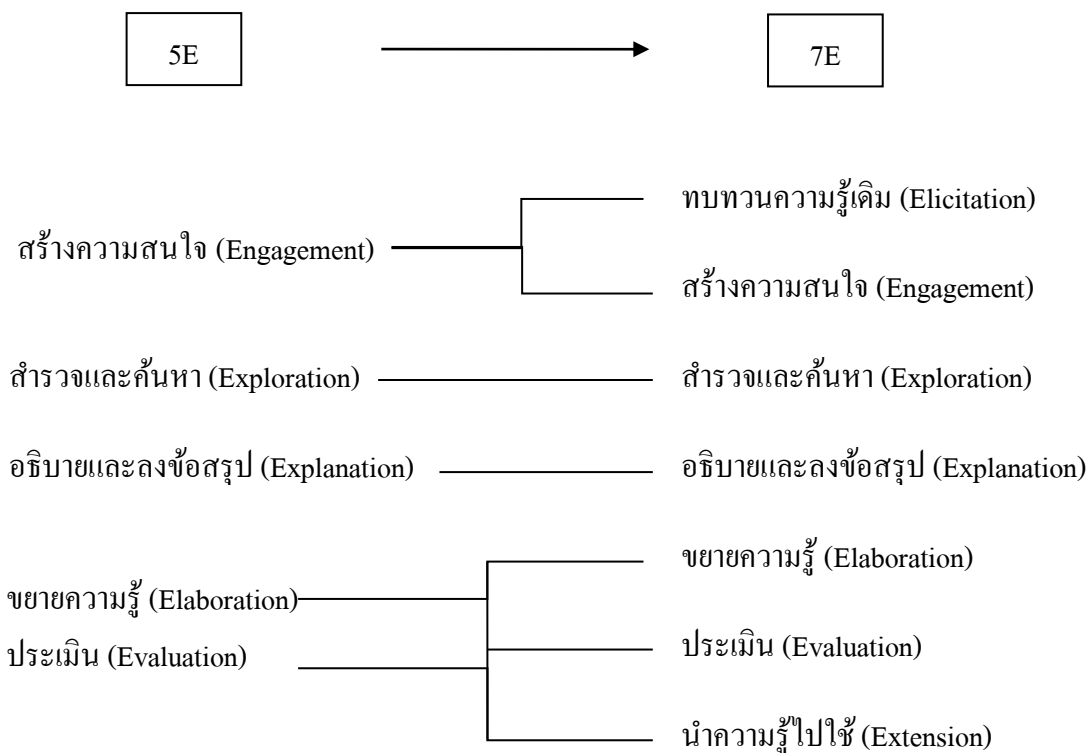 5E
7E
ทบทวนความรู้เดิม (Elicitation)
สร้างความสนใจ (Engagement)
สร้างความสนใจ (Engagement)
สำรวจและค้นหา (Exploration)
สำรวจและค้นหา (Exploration)
อธิบายและลงข้อสรุป (Explanation)
อธิบายและลงข้อสรุป (Explanation)
ขยายความรู้ (Elaboration)
ขยายความรู้ (Elaboration)
ประเมิน (Evaluation)
ประเมิน (Evaluation)
นำความรู้ไปใช้ (Extension)